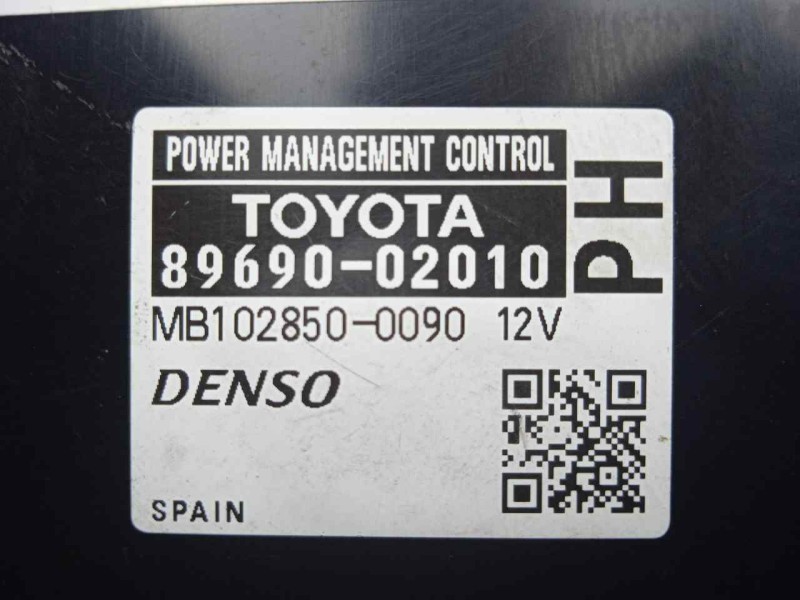 POWER MANAGEMENT CONTROL
TOYOTA
89690-02010
PH
MB102850-0090 12V
DENSO
SPAIN